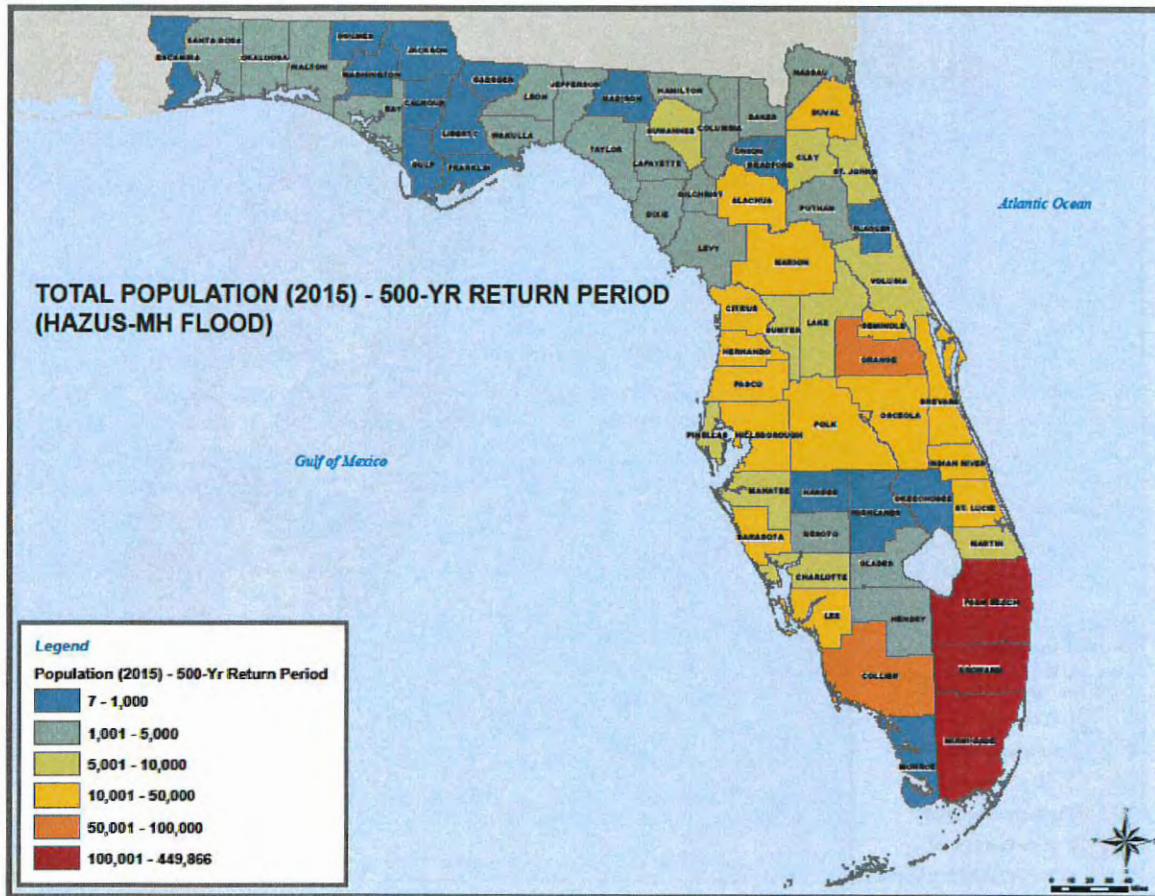 SANTA ROSA
HOLMES
JACKSON
ESCAMBIA
OKALOOSA
WALTON
WASHINGTON
GADSDEN
NASSAU
JEFFERSON
HAMILTON
LEON
MADISON
BAY
CALHOUN
DUVAL
BAKER
SUWANNEE
COLUMBIA
LIBERTY
WAKULLA
TAYLOR
UNION
BRADFORD
CLAY
ST. JOHNS
LAFAYETTE
GULF
FRANKLIN
GILCHRIST
ALACHUA
PUTNAM
DIXIE
FLAGLER
LEVY
MARION
Atlantic Ocean
VOLUSIA
TOTAL POPULATION (2015) - 500-YR RETURN PERIOD
(HAZUS-MH FLOOD)
CITRUS
SUMTER
LAKE
SEMINOLE
HERNANDO
ORANGE
PASCO
BREVARD
OSCEOLA
POLK
PINELLAS
HILLSBOROUGH
Gulf of Mexico
INDIAN RIVER
MANATEE
HARDEE
OKEECHOBEE
HIGHLANDS
ST. LUCIE
SARASOTA
DESOTO
MARTIN
GLADES
CHARLOTTE
PALM BEACH
LEE
HENDRY
BROWARD
COLLIER
MIAMI-DADE
MONROE
Legend
Population (2015) - 500-Yr Return Period
7 - 1,000
1,001 - 5,000
5,001 - 10,000
10,001 - 50,000
50,001 - 100,000
100,001 - 449,866
0 10 20 30 40
Miles